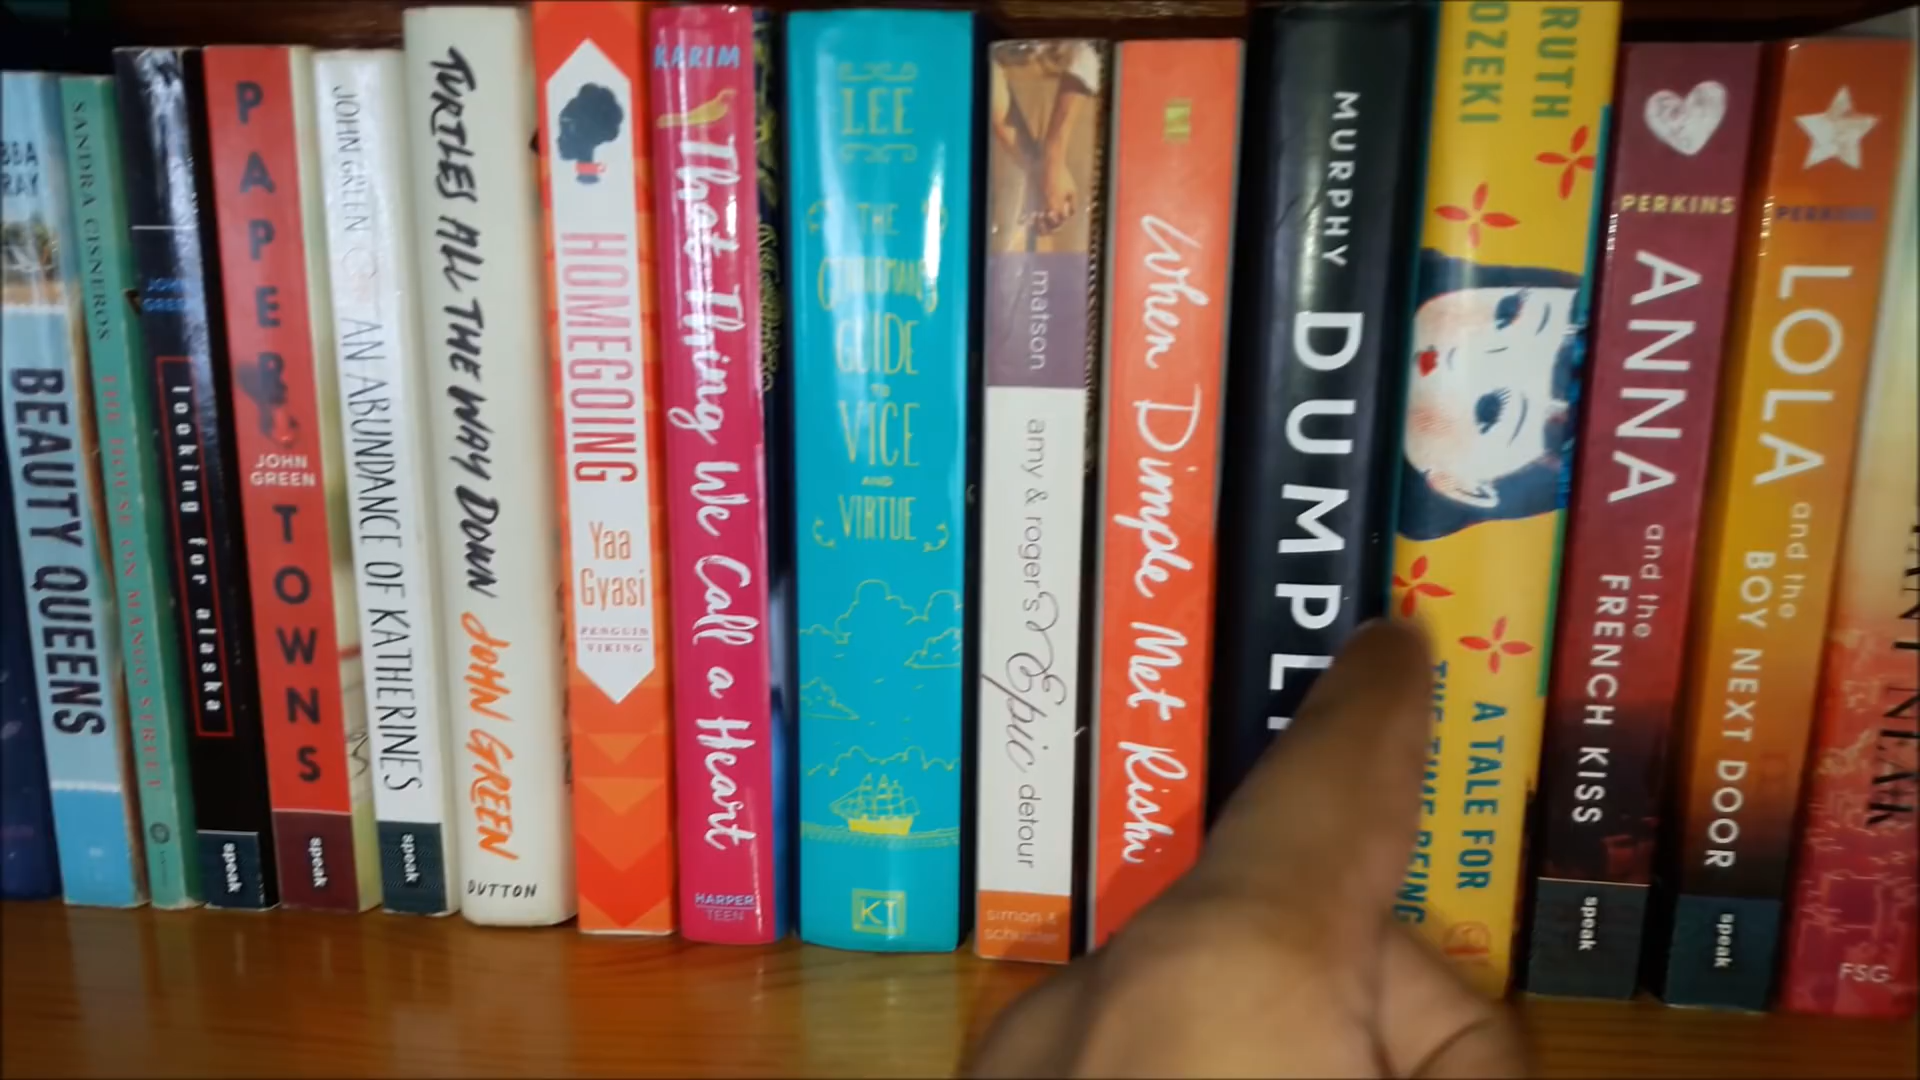 BEAUTY QUEENS
SANDRA CISNEROS
THE HOUSE ON MANGO STREET
JOHN GREEN
looking for alaska
speak
PAPER TOWNS
JOHN GREEN
speak
JOHN GREEN
AN ABUNDANCE OF KATHERINES
speak
TURTLES ALL THE WAY DOWN
JOHN GREEN
DUTTON
HOMEGOING
Yaa
Gyasi
PENGUIN
VIKING
KARIM
That Thing We Call a Heart
HARPER
TEEN
LEE
THE
GENTLEMAN'S
GUIDE
TO
VICE
AND
VIRTUE
KT
matson
amy & roger's Epic detour
simon &
schuster
When Dimple Met Rishi
MURPHY
DUMPL
RUTH
OZEKI
A TALE FOR
THE TIME BEING
PERKINS
ANNA and the
FRENCH KISS
speak
PERKINS
LOLA and the
BOY NEXT DOOR
speak
FSG